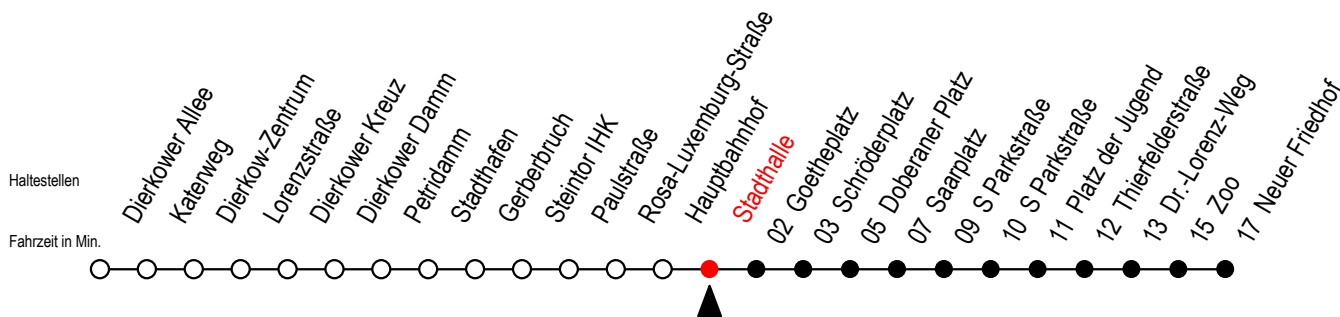 Haltestellen
Fahrzeit in Min.
Dierkower Allee
Katerweg
Dierkow-Zentrum
Lorenzstraße
Dierkower Kreuz
Dierkower Damm
Petridamm
Stadthafen
Gerberbruch
Steintor IHK
Paulstraße
Rosa-Luxemburg-Straße
Hauptbahnhof
Stadthalle
02 Goetheplatz
03 Schröderplatz
05 Doberaner Platz
07 Saarplatz
09 S Parkstraße
10 S Parkstraße
11 Platz der Jugend
12 Thierfelderstraße
13 Dr.-Lorenz-Weg
15 Zoo
17 Neuer Friedhof